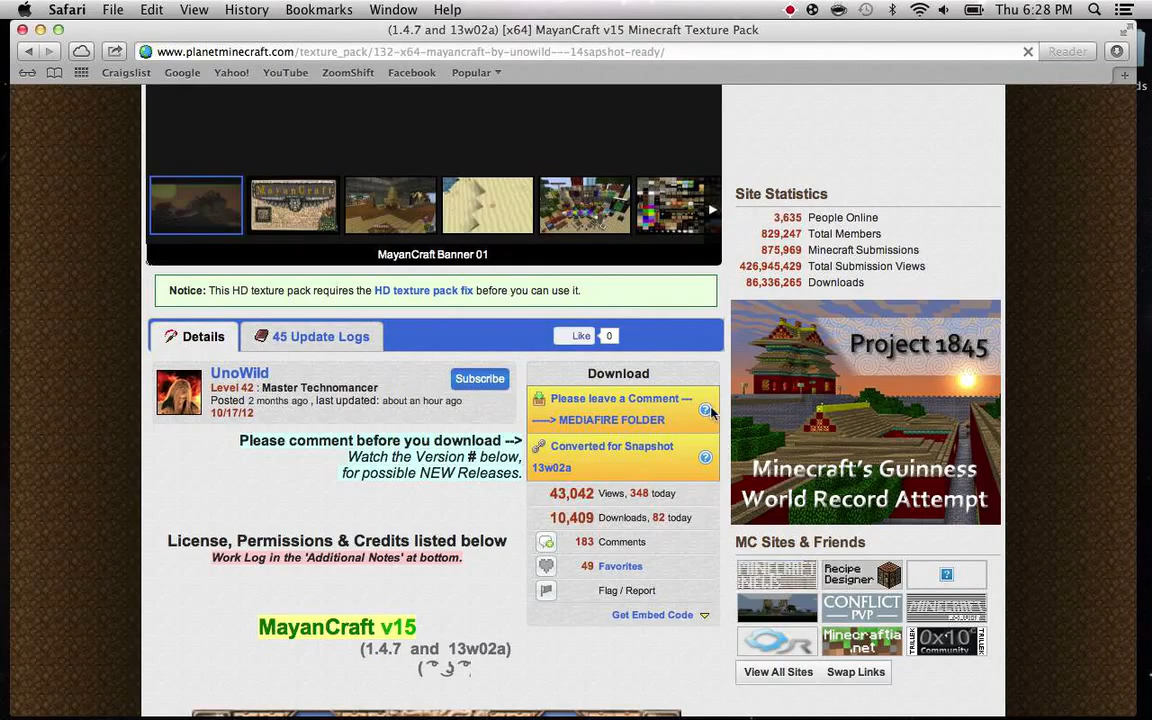 Safari File Edit View History Bookmarks Window Help Thu 6:28 PM
(1.4.7 and 13w02a) [x64] MayanCraft v15 Minecraft Texture Pack
www.planetminecraft.com/texture_pack/132-x64-mayancraft-by-unowild---14sapshot-ready/ Reader
Craigslist Google Yahoo! YouTube ZoomShift Facebook Popular
MAYANCRAFT
MayanCraft Banner 01
Notice: This HD texture pack requires the HD texture pack fix before you can use it.
Details 45 Update Logs Like 0
UnoWild
Level 42 : Master Technomancer
Posted 2 months ago , last updated: about an hour ago
10/17/12
Subscribe
Please comment before you download -->
Watch the Version # below,
for possible NEW Releases.
License, Permissions & Credits listed below
Work Log in the 'Additional Notes' at bottom.
MayanCraft v15
(1.4.7 and 13w02a)
( ͡° ͜ʖ ͡°)
Download
Please leave a Comment ---
-----> MEDIAFIRE FOLDER
Converted for Snapshot
13w02a
43,042 Views, 348 today
10,409 Downloads, 82 today
183 Comments
49 Favorites
Flag / Report
Get Embed Code
Site Statistics
3,635 People Online
829,247 Total Members
875,969 Minecraft Submissions
426,945,429 Total Submission Views
86,336,265 Downloads
Project 1845
Minecraft's Guinness
World Record Attempt
MC Sites & Friends
MINECRAFT
NEWS
Recipe
Designer
CONFLICT
PVP
MINECRAFT
FORUM
Minecraftia
.net
0x10c
Community
View All Sites Swap Links